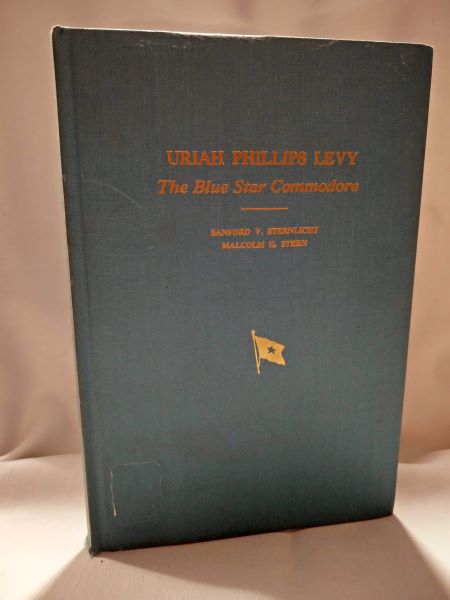 URIAH PHILLIPS LEVY
The Blue Star Commodore
SANFORD V. STERNLICHT
MALCOLM H. STERN